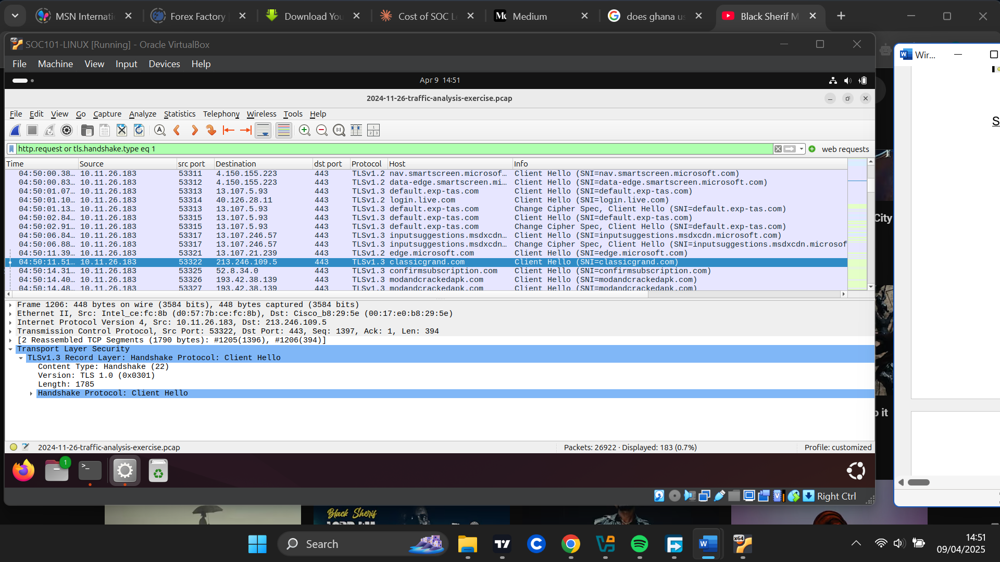 MSN Internati
Forex Factory
Download You
Cost of SOC L
Medium
does ghana us
Black Sherif M
SOC101-LINUX [Running] - Oracle VirtualBox
File Machine View Input Devices Help
Apr 9 14:51
2024-11-26-traffic-analysis-exercise.pcap
File Edit View Go Capture Analyze Statistics Telephony Wireless Tools Help
http.request or tls.handshake.type eq 1
web requests
Time Source src port Destination dst port Protocol Host Info
04:50:00.38… 10.11.26.183 53311 4.150.155.223 443 TLSv1.2 nav.smartscreen.microsof… Client Hello (SNI=nav.smartscreen.microsoft.com)
04:50:00.83… 10.11.26.183 53312 4.150.155.223 443 TLSv1.2 data-edge.smartscreen.mi… Client Hello (SNI=data-edge.smartscreen.microsoft.com)
04:50:01.07… 10.11.26.183 53313 13.107.5.93 443 TLSv1.3 default.exp-tas.com Client Hello (SNI=default.exp-tas.com)
04:50:01.10… 10.11.26.183 53314 40.126.28.11 443 TLSv1.2 login.live.com Client Hello (SNI=login.live.com)
04:50:01.13… 10.11.26.183 53313 13.107.5.93 443 TLSv1.3 default.exp-tas.com Change Cipher Spec, Client Hello (SNI=default.exp-tas.com)
04:50:02.84… 10.11.26.183 53315 13.107.5.93 443 TLSv1.3 default.exp-tas.com Client Hello (SNI=default.exp-tas.com)
04:50:02.91… 10.11.26.183 53315 13.107.5.93 443 TLSv1.3 default.exp-tas.com Change Cipher Spec, Client Hello (SNI=default.exp-tas.com)
04:50:06.84… 10.11.26.183 53317 13.107.246.57 443 TLSv1.3 inputsuggestions.msdxcdn… Client Hello (SNI=inputsuggestions.msdxcdn.microsoft.com)
04:50:06.88… 10.11.26.183 53317 13.107.246.57 443 TLSv1.3 inputsuggestions.msdxcdn… Change Cipher Spec, Client Hello (SNI=inputsuggestions.msdxcdn.microsof
04:50:11.39… 10.11.26.183 53321 13.107.21.239 443 TLSv1.2 edge.microsoft.com Client Hello (SNI=edge.microsoft.com)
04:50:11.51… 10.11.26.183 53322 213.246.109.5 443 TLSv1.3 classicgrand.com Client Hello (SNI=classicgrand.com)
04:50:14.31… 10.11.26.183 53325 52.8.34.0 443 TLSv1.3 confirmsubscription.com Client Hello (SNI=confirmsubscription.com)
04:50:14.40… 10.11.26.183 53326 193.42.38.139 443 TLSv1.3 modandcrackedapk.com Client Hello (SNI=modandcrackedapk.com)
04:50:14.48… 10.11.26.183 53327 193.42.38.139 443 TLSv1.3 modandcrackedapk.com Client Hello (SNI=modandcrackedapk.com)
Frame 1206: 448 bytes on wire (3584 bits), 448 bytes captured (3584 bits)
Ethernet II, Src: Intel_ce:fc:8b (d0:57:7b:ce:fc:8b), Dst: Cisco_b8:29:5e (00:17:e0:b8:29:5e)
Internet Protocol Version 4, Src: 10.11.26.183, Dst: 213.246.109.5
Transmission Control Protocol, Src Port: 53322, Dst Port: 443, Seq: 1397, Ack: 1, Len: 394
[2 Reassembled TCP Segments (1790 bytes): #1205(1396), #1206(394)]
Transport Layer Security
TLSv1.3 Record Layer: Handshake Protocol: Client Hello
Content Type: Handshake (22)
Version: TLS 1.0 (0x0301)
Length: 1785
Handshake Protocol: Client Hello
2024-11-26-traffic-analysis-exercise.pcap
Packets: 26922 · Displayed: 183 (0.7%)
Profile: customized
1
Right Ctrl
Wir...
S
City
o it
Black Sherif
Search
14:51
09/04/2025